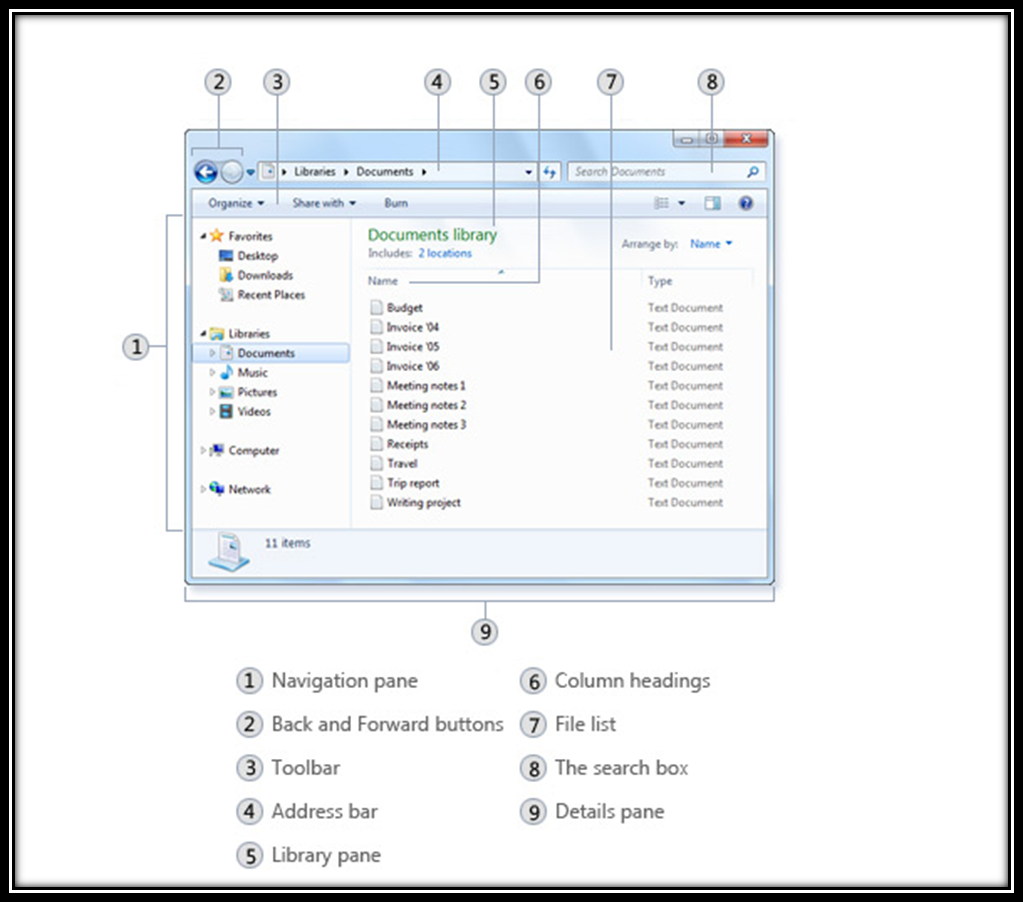 2 3 4 5 6 7 8
Libraries Documents Search Documents
Organize Share with Burn
Favorites
Desktop
Downloads
Recent Places
Libraries
Documents
Music
Pictures
Videos
Computer
Network
1
Documents library
Includes: 2 locations
Arrange by: Name
Name Type
Budget Text Document
Invoice '04 Text Document
Invoice '05 Text Document
Invoice '06 Text Document
Meeting notes 1 Text Document
Meeting notes 2 Text Document
Meeting notes 3 Text Document
Receipts Text Document
Travel Text Document
Trip report Text Document
Writing project Text Document
11 items
9
1 Navigation pane
2 Back and Forward buttons
3 Toolbar
4 Address bar
5 Library pane
6 Column headings
7 File list
8 The search box
9 Details pane